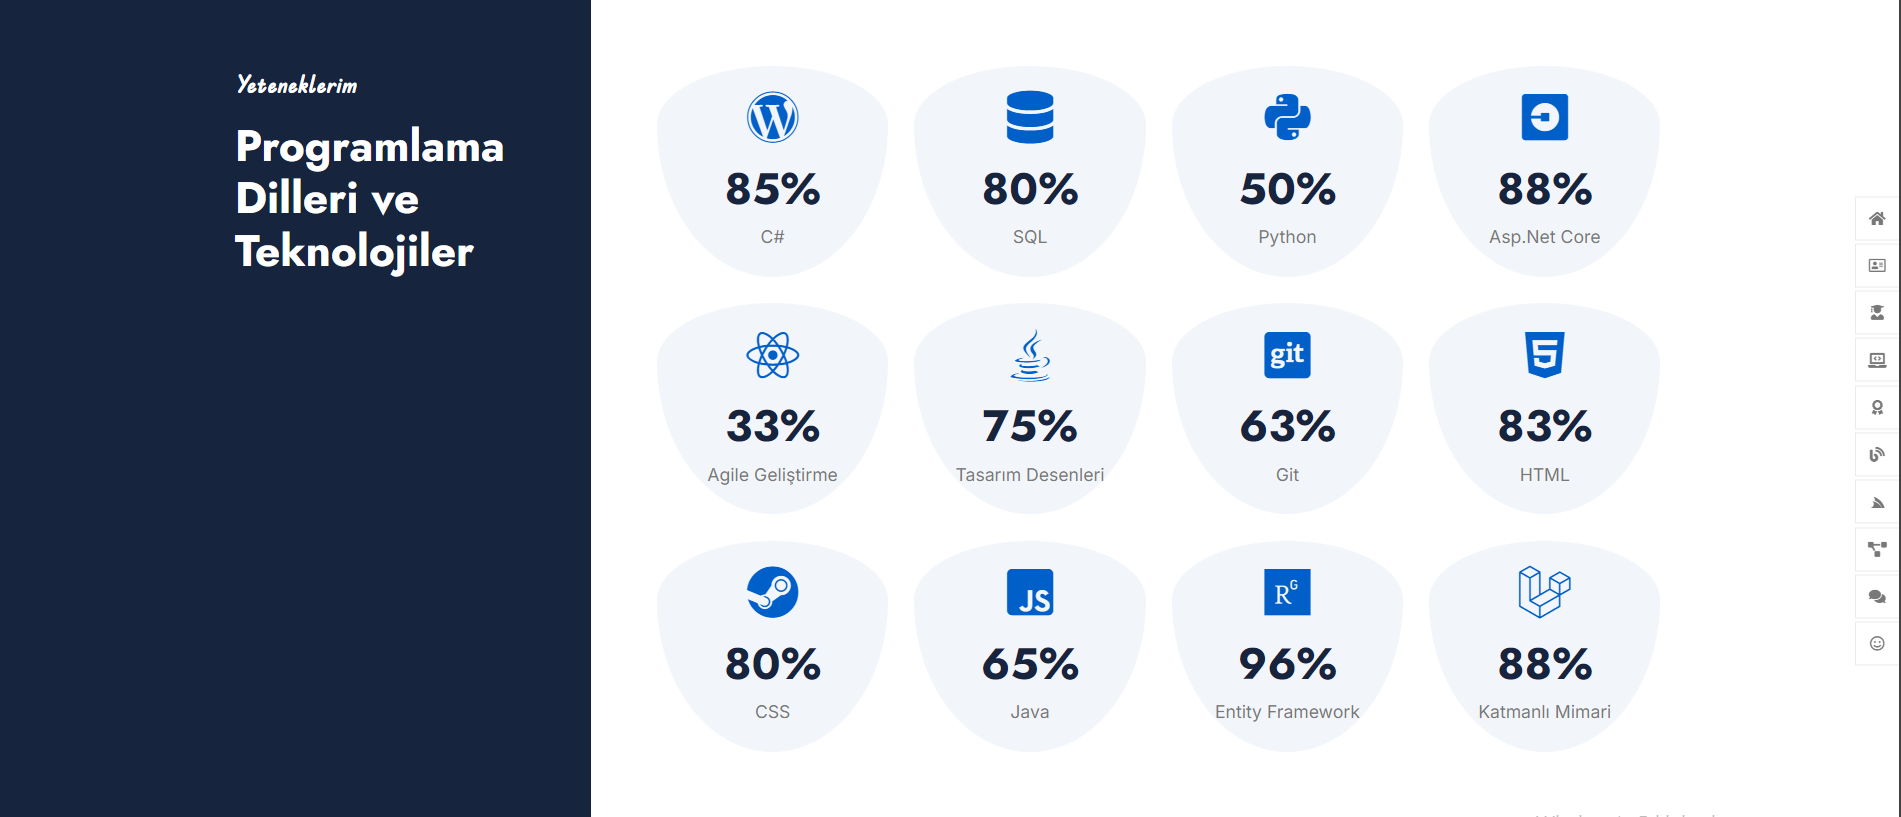 Yeteneklerim
Programlama
Dilleri ve
Teknolojiler
85%
C#
80%
SQL
50%
Python
88%
Asp.Net Core
33%
Agile Geliştirme
75%
Tasarım Desenleri
git
63%
Git
83%
HTML
80%
CSS
JS
65%
Java
RG
96%
Entity Framework
88%
Katmanlı Mimari